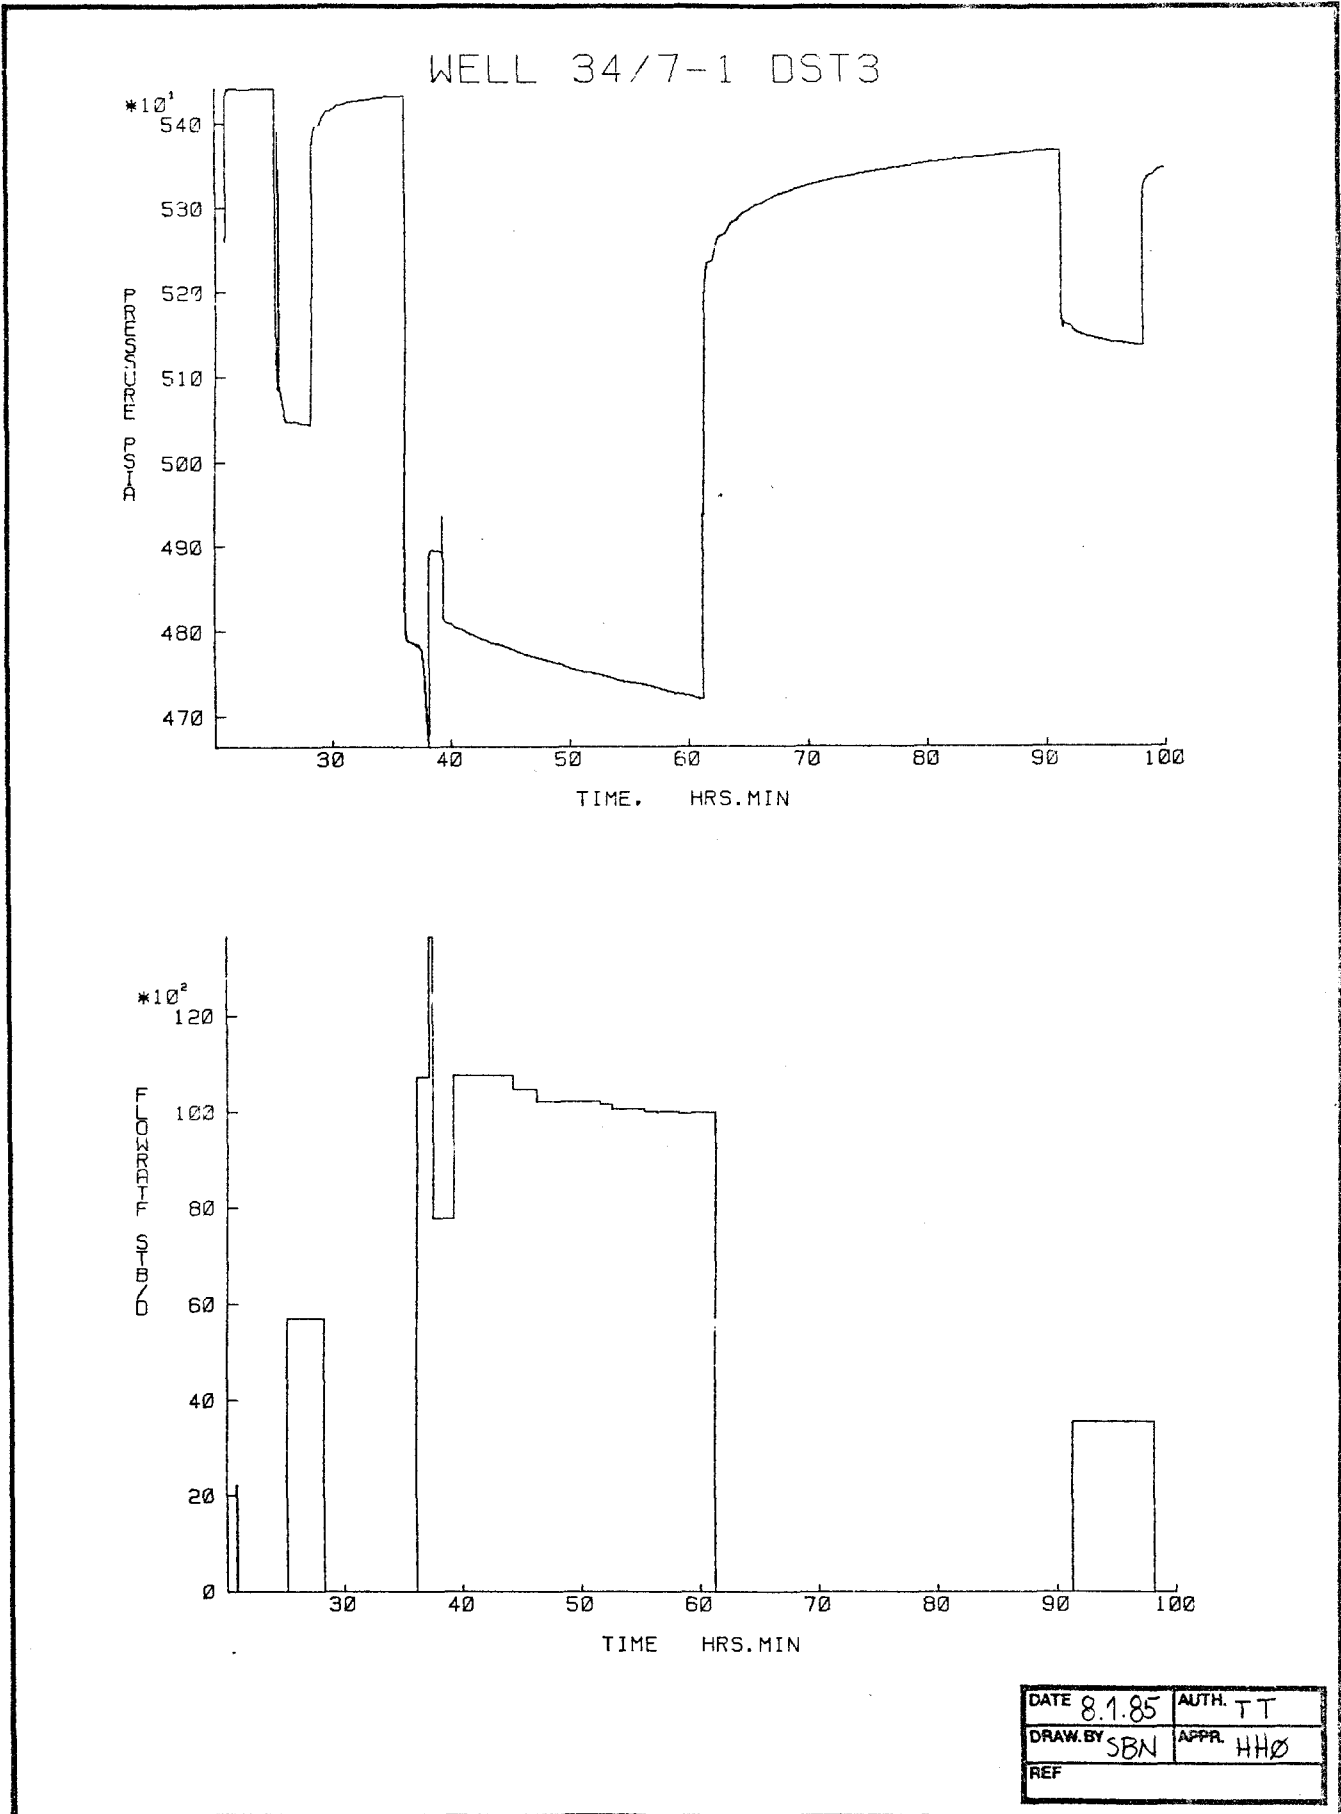 WELL 34/7-1 DST3
*10¹
540
530
520
510
500
490
480
470
PRESSURE PSIA
30 40 50 60 70 80 90 100
TIME. HRS.MIN
*10²
120
100
80
60
40
20
0
FLOWRATE STB/D
30 40 50 60 70 80 90 100
TIME HRS.MIN
DATE 8.1.85 AUTH. TT
DRAW. BY SBN APPR. HHØ
REF